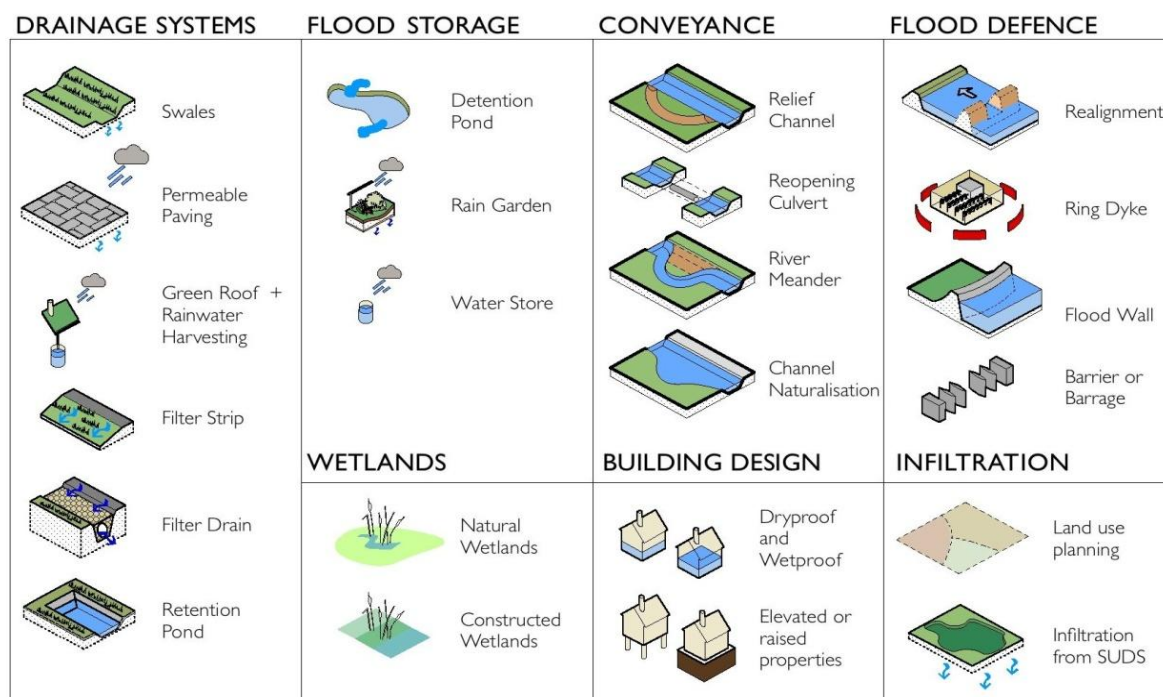 DRAINAGE SYSTEMS
Swales
Permeable
Paving
Green Roof +
Rainwater
Harvesting
Filter Strip
Filter Drain
Retention
Pond
FLOOD STORAGE
Detention
Pond
Rain Garden
Water Store
WETLANDS
Natural
Wetlands
Constructed
Wetlands
CONVEYANCE
Relief
Channel
Reopening
Culvert
River
Meander
Channel
Naturalisation
BUILDING DESIGN
Dryproof
and
Wetproof
Elevated or
raised
properties
FLOOD DEFENCE
Realignment
Ring Dyke
Flood Wall
Barrier or
Barrage
INFILTRATION
Land use
planning
Infiltration
from SUDS